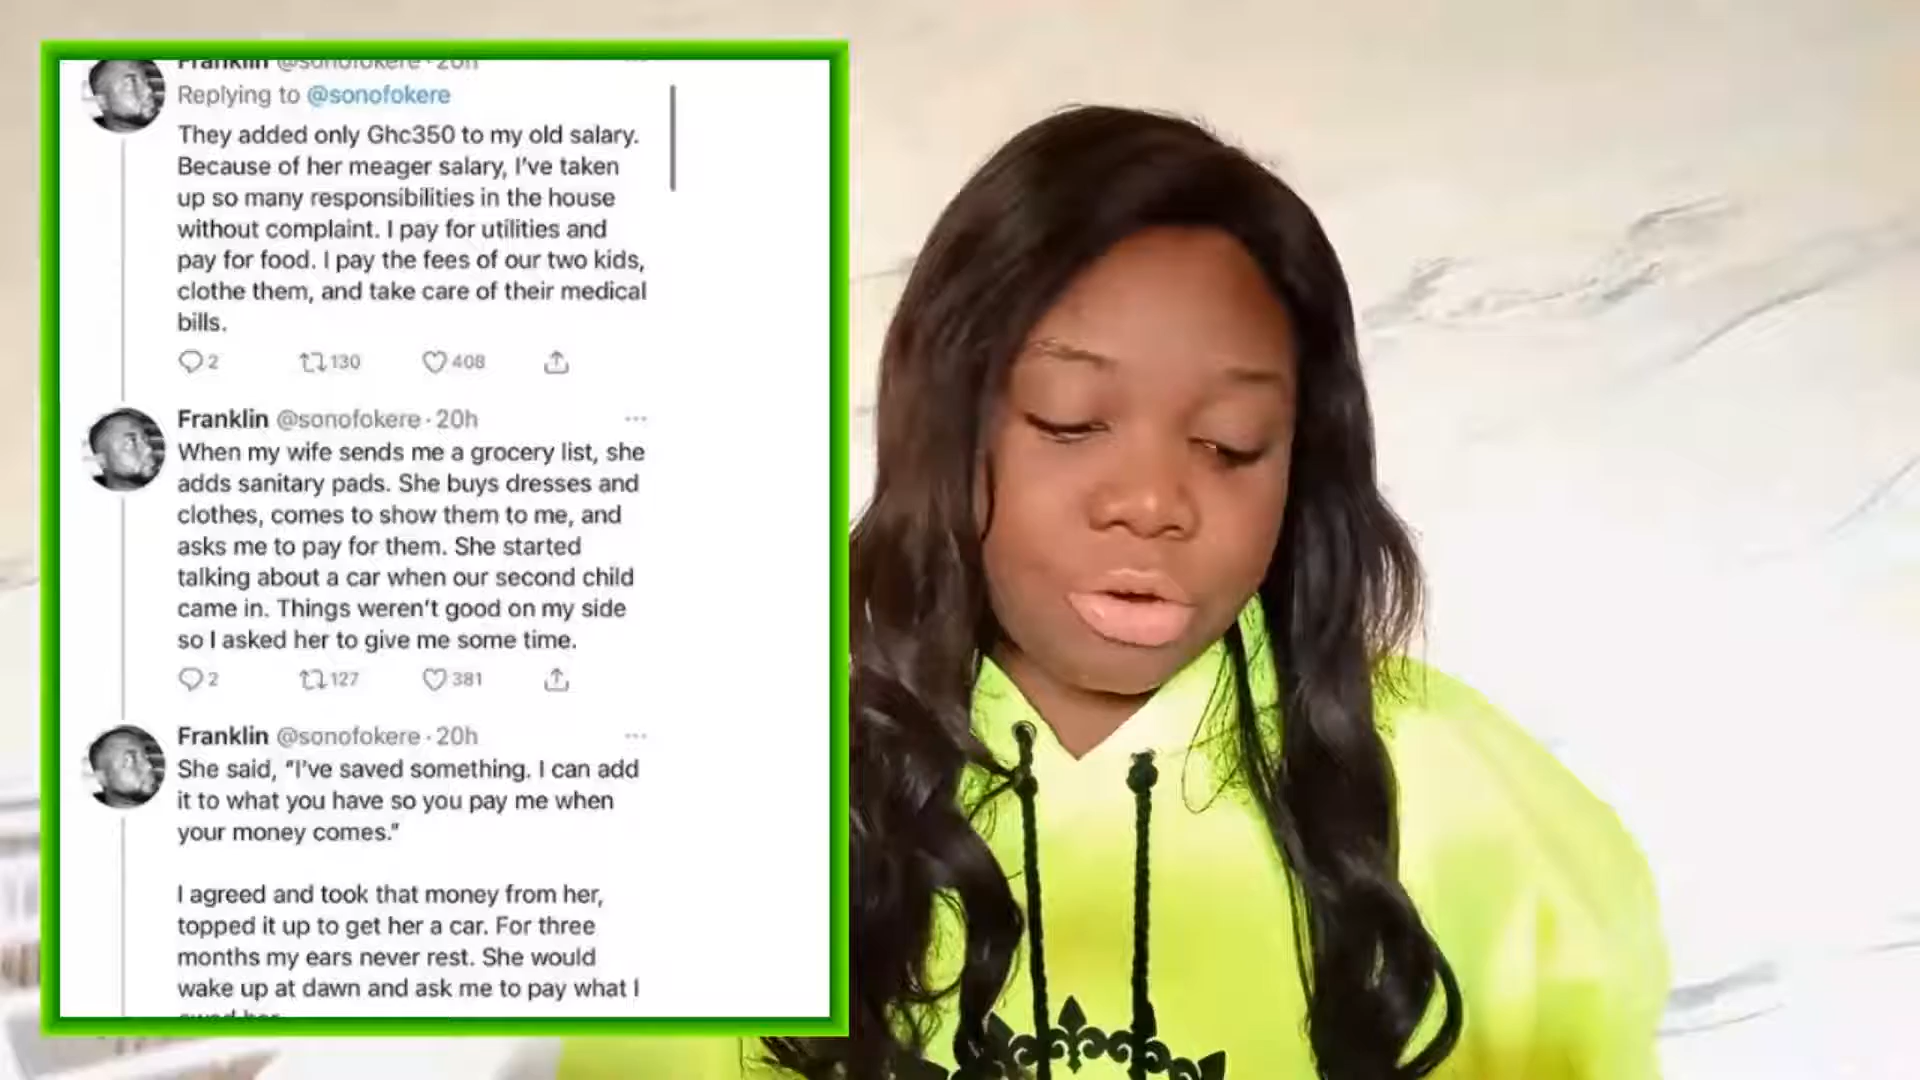 Franklin @sonofokere · 20h
Replying to @sonofokere
They added only Ghc350 to my old salary.
Because of her meager salary, I've taken
up so many responsibilities in the house
without complaint. I pay for utilities and
pay for food. I pay the fees of our two kids,
clothe them, and take care of their medical
bills.
2 130 408
Franklin @sonofokere · 20h
When my wife sends me a grocery list, she
adds sanitary pads. She buys dresses and
clothes, comes to show them to me, and
asks me to pay for them. She started
talking about a car when our second child
came in. Things weren't good on my side
so I asked her to give me some time.
2 127 381
Franklin @sonofokere · 20h
She said, "I've saved something. I can add
it to what you have so you pay me when
your money comes."
I agreed and took that money from her,
topped it up to get her a car. For three
months my ears never rest. She would
wake up at dawn and ask me to pay what I
owed her